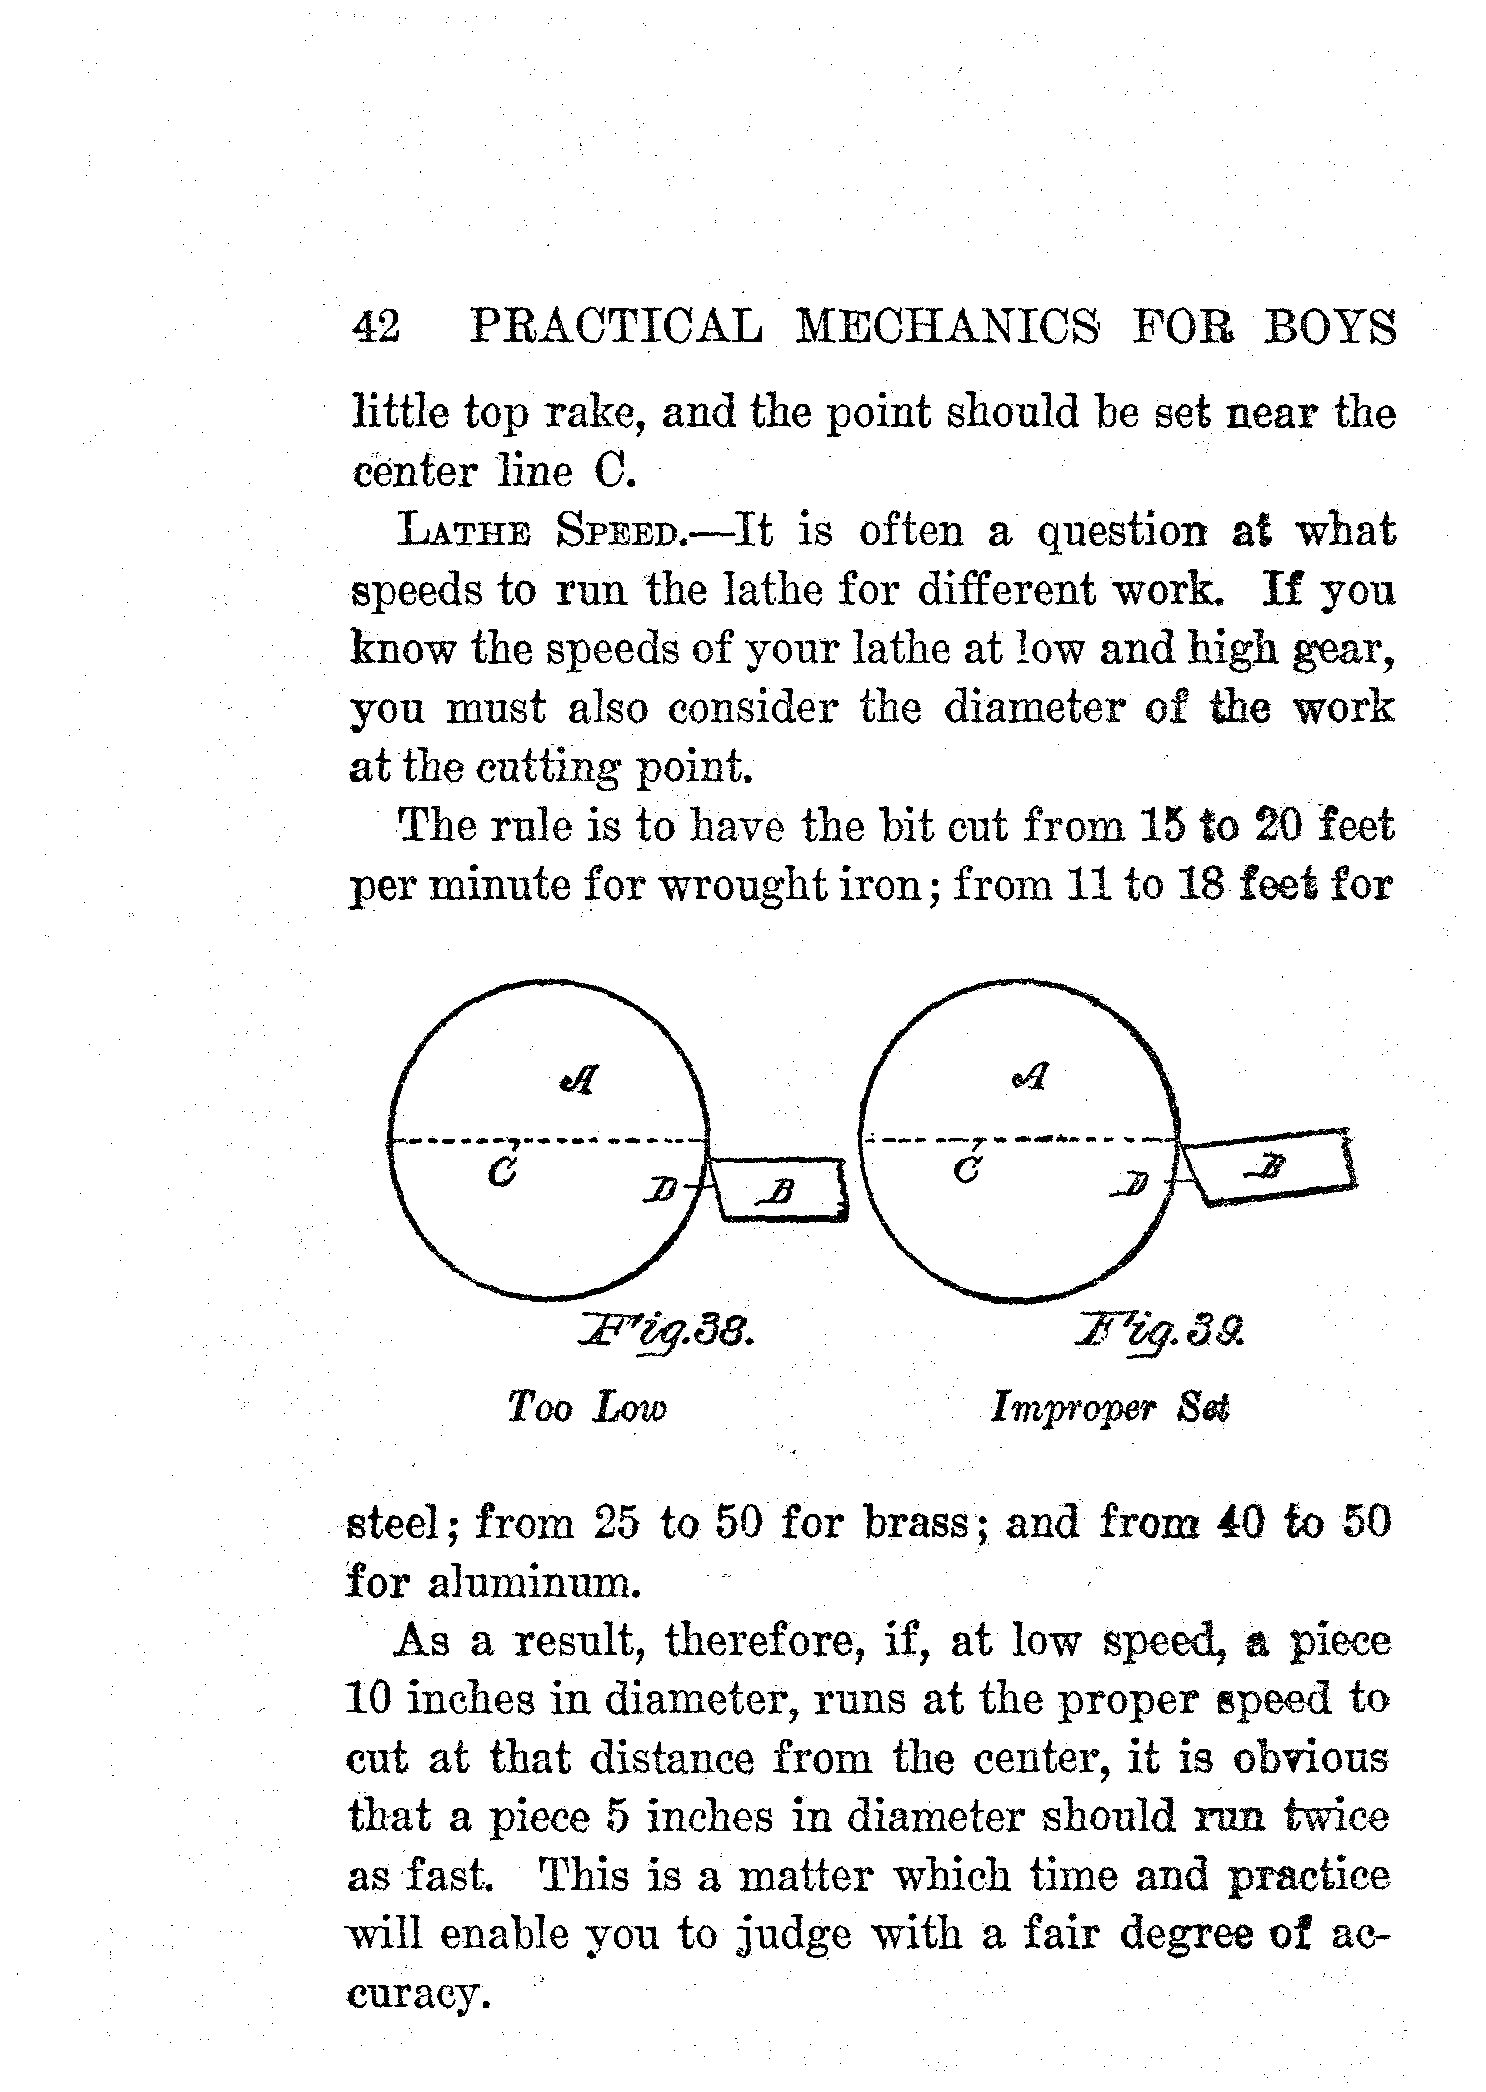 42 PRACTICAL MECHANICS FOR BOYS
little top rake, and the point should be set near the
center line C.
LATHE SPEED.—It is often a question at what
speeds to run the lathe for different work. If you
know the speeds of your lathe at low and high gear,
you must also consider the diameter of the work
at the cutting point.
The rule is to have the bit cut from 15 to 20 feet
per minute for wrought iron; from 11 to 18 feet for
A
C
D
B
Fig. 38.
Too Low
A
C
D
B
Fig. 39.
Improper Set
steel; from 25 to 50 for brass; and from 40 to 50
for aluminum.
As a result, therefore, if, at low speed, a piece
10 inches in diameter, runs at the proper speed to
cut at that distance from the center, it is obvious
that a piece 5 inches in diameter should run twice
as fast. This is a matter which time and practice
will enable you to judge with a fair degree of ac-
curacy.